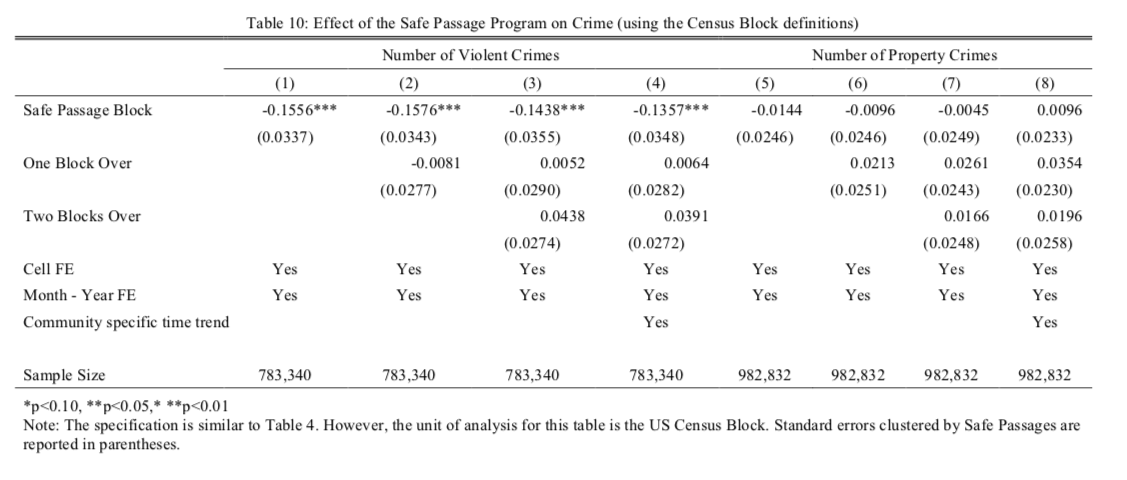 Table 10: Effect of the Safe Passage Program on Crime (using the Census Block definitions)
Number of Violent Crimes Number of Property Crimes
(1) (2) (3) (4) (5) (6) (7) (8)
Safe Passage Block -0.1556*** -0.1576*** -0.1438*** -0.1357*** -0.0144 -0.0096 -0.0045 0.0096
(0.0337) (0.0343) (0.0355) (0.0348) (0.0246) (0.0246) (0.0249) (0.0233)
One Block Over -0.0081 0.0052 0.0064 0.0213 0.0261 0.0354
(0.0277) (0.0290) (0.0282) (0.0251) (0.0243) (0.0230)
Two Blocks Over 0.0438 0.0391 0.0166 0.0196
(0.0274) (0.0272) (0.0248) (0.0258)
Cell FE Yes Yes Yes Yes Yes Yes Yes Yes
Month - Year FE Yes Yes Yes Yes Yes Yes Yes Yes
Community specific time trend Yes Yes
Sample Size 783,340 783,340 783,340 783,340 982,832 982,832 982,832 982,832
*p<0.10, **p<0.05,* **p<0.01
Note: The specification is similar to Table 4. However, the unit of analysis for this table is the US Census Block. Standard errors clustered by Safe Passages are
reported in parentheses.